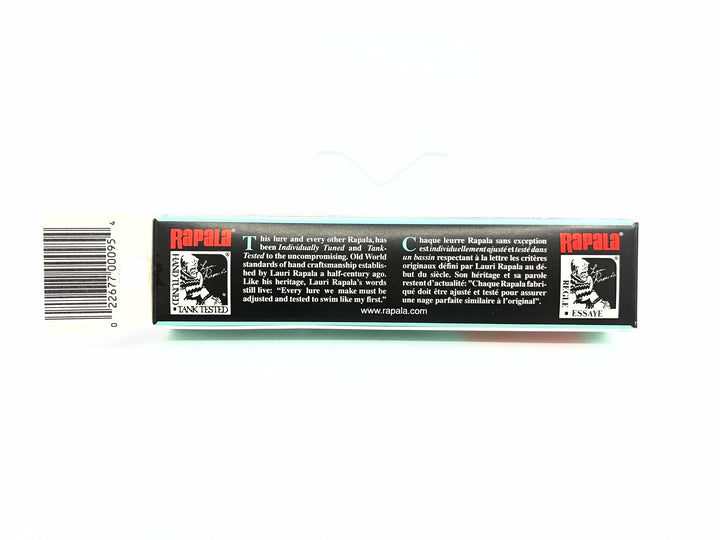 0 22677 00095 4
RAPALA®
HAND TUNED
• TANK TESTED
This lure and every other Rapala, has
been Individually Tuned and Tank-
Tested to the uncompromising. Old World
standards of hand craftsmanship establis-
hed by Lauri Rapala a half-century ago.
Like his heritage, Lauri Rapala's words
still live: “Every lure we make must be
adjusted and tested to swim like my first.”
www.rapala.com
Chaque leurre Rapala sans exception
est individuellement ajusté et testé dans
un bassin respectant à la lettre les critères
originaux défini par Lauri Rapala au dé-
but du siècle. Son héritage et sa parole
restent d'actualité: "Chaque Rapala fabri-
qué doit être ajusté et testé pour assurer
une nage parfaite similaire à l'original”.
RAPALA®
REGLE
• ESSAYE